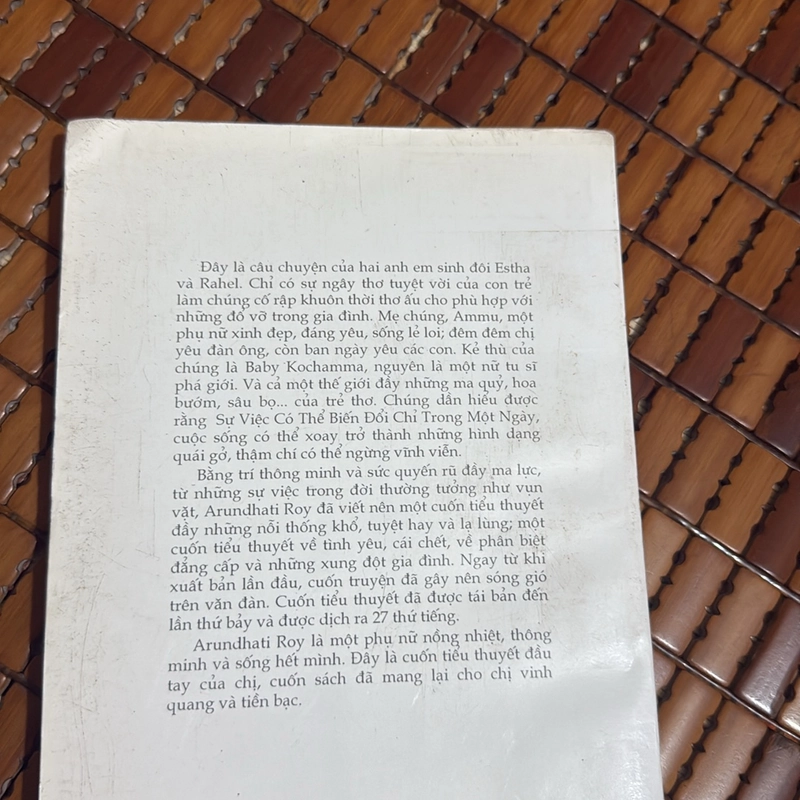 Đây là câu chuyện của hai anh em sinh đôi Estha
và Rahel. Chỉ có sự ngây thơ tuyệt vời của con trẻ
làm chúng cố rập khuôn thời thơ ấu cho phù hợp với
những đổ vỡ trong gia đình. Mẹ chúng, Ammu, một
phụ nữ xinh đẹp, đáng yêu, sống lẻ loi; đêm đêm chị
yêu đàn ông, còn ban ngày yêu các con. Kẻ thù của
chúng là Baby Kochamma, nguyên là một nữ tu sĩ
phá giới. Và cả một thế giới đầy những ma quỷ, hoa
bướm, sâu bọ... của trẻ thơ. Chúng dần hiểu được
rằng Sự Việc Có Thể Biến Đổi Chỉ Trong Một Ngày,
cuộc sống có thể xoay trở thành những hình dạng
quái gở, thậm chí có thể ngừng vĩnh viễn.
Bằng trí thông minh và sức quyến rũ đầy ma lực,
từ những sự việc trong đời thường tưởng như vụn
vặt, Arundhati Roy đã viết nên một cuốn tiểu thuyết
đầy những nỗi thống khổ, tuyệt hay và lạ lùng; một
cuốn tiểu thuyết về tình yêu, cái chết, về phân biệt
đẳng cấp và những xung đột gia đình. Ngay từ khi
xuất bản lần đầu, cuốn truyện đã gây nên sóng gió
trên văn đàn. Cuốn tiểu thuyết đã được tái bản đến
lần thứ bảy và được dịch ra 27 thứ tiếng.
Arundhati Roy là một phụ nữ nồng nhiệt, thông
minh và sống hết mình. Đây là cuốn tiểu thuyết đầu
tay của chị, cuốn sách đã mang lại cho chị vinh
quang và tiền bạc.